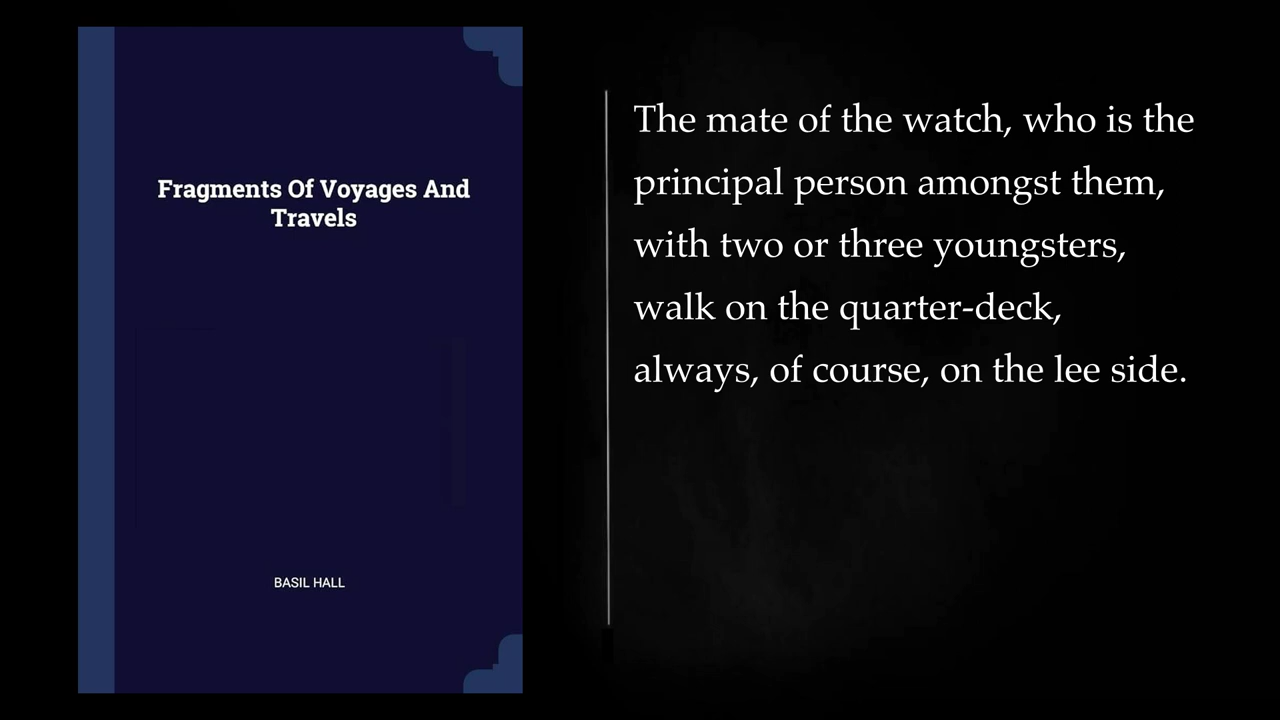 Fragments Of Voyages And
Travels
BASIL HALL
The mate of the watch, who is the
principal person amongst them,
with two or three youngsters,
walk on the quarter-deck,
always, of course, on the lee side.